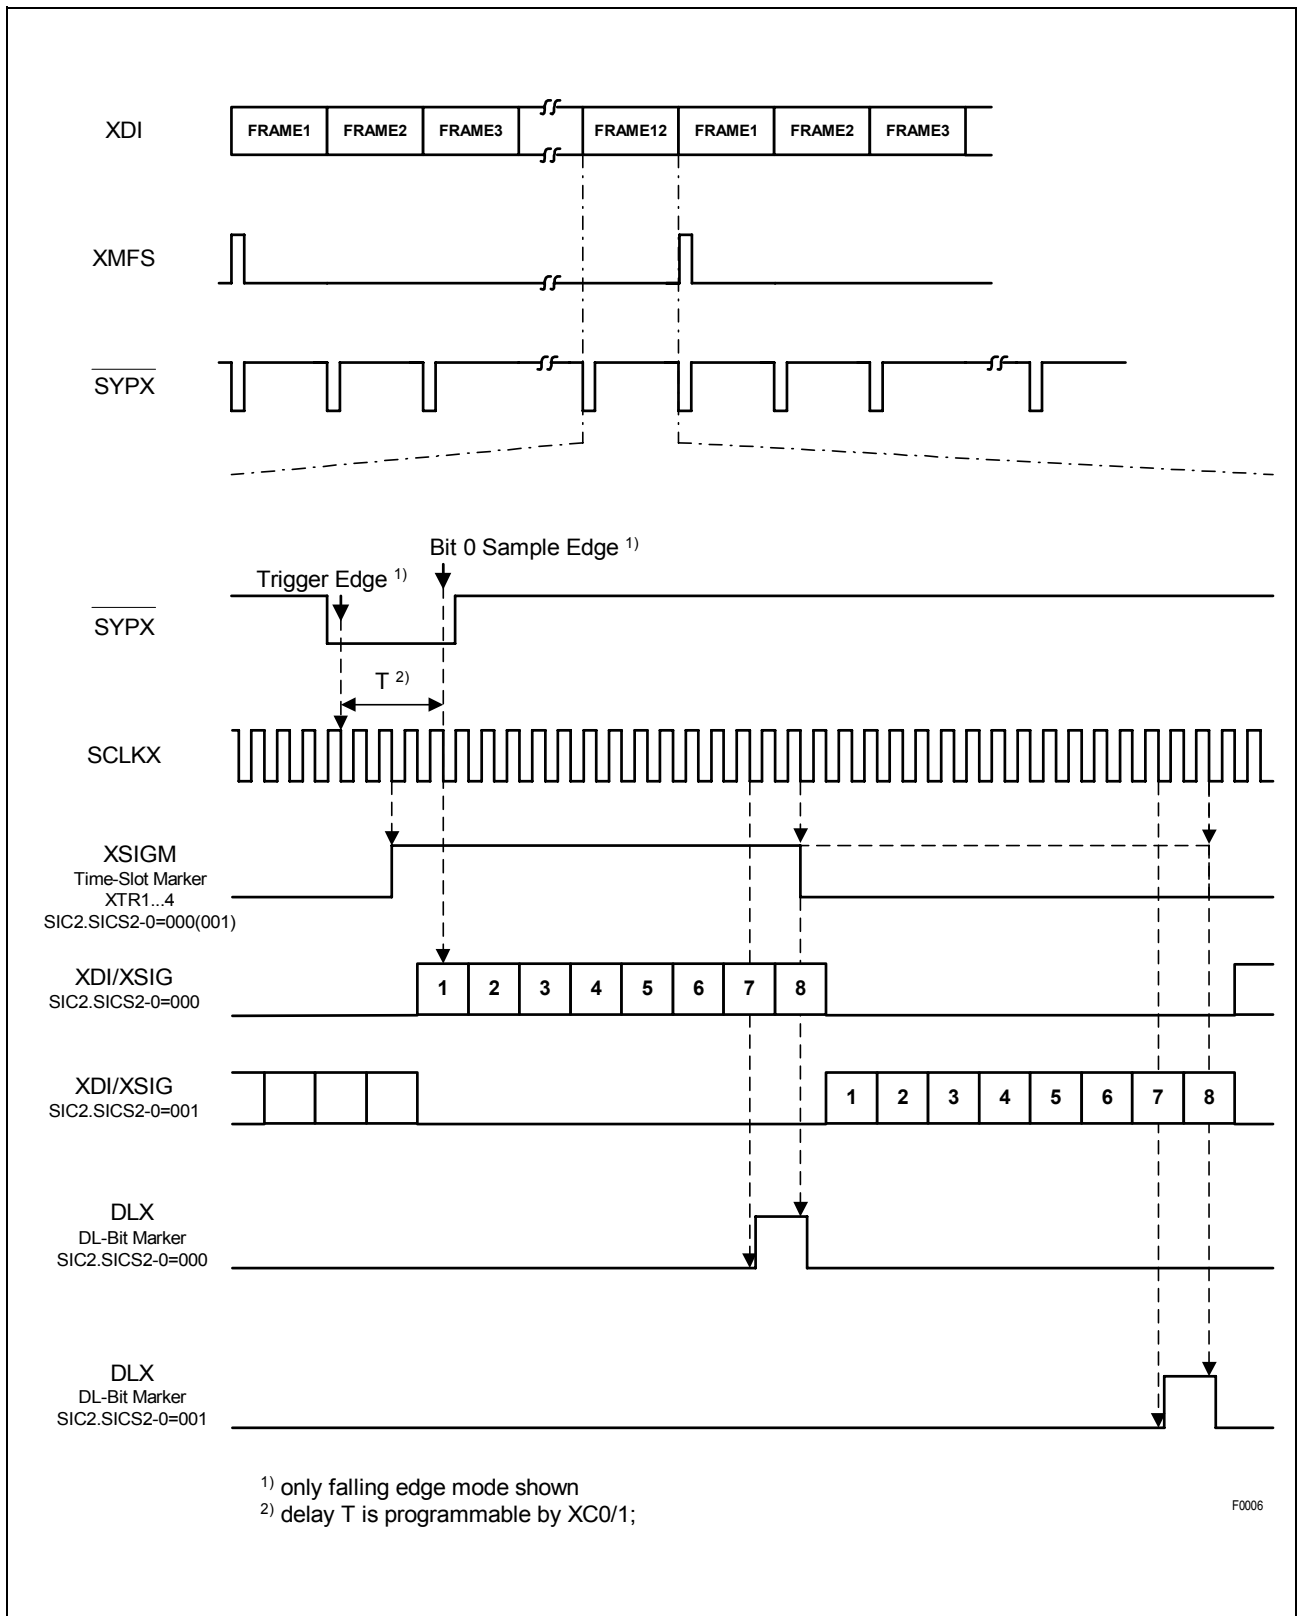 XDI
FRAME1 FRAME2 FRAME3 FRAME12 FRAME1 FRAME2 FRAME3
XMFS
SYPX
Bit 0 Sample Edge 1)
Trigger Edge 1)
SYPX
T 2)
SCLKX
XSIGM
Time-Slot Marker
XTR1...4
SIC2.SICS2-0=000(001)
XDI/XSIG
SIC2.SICS2-0=000
1 2 3 4 5 6 7 8
XDI/XSIG
SIC2.SICS2-0=001
1 2 3 4 5 6 7 8
DLX
DL-Bit Marker
SIC2.SICS2-0=000
DLX
DL-Bit Marker
SIC2.SICS2-0=001
1) only falling edge mode shown
2) delay T is programmable by XC0/1;
F0006